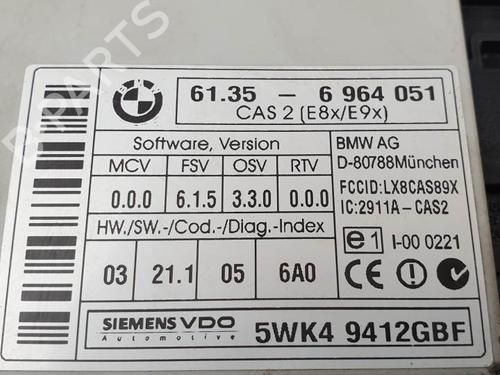 BMW
61.35 - 6 964 051
CAS 2 (E8x/E9x)
Software, Version
MCV FSV OSV RTV
0.0.0 6.1.5 3.3.0 0.0.0
HW./SW.-/Cod.-/Diag.-Index
03 21.1 05 6A0
BMW AG
D-80788München
FCCID:LX8CAS89X
IC:2911A-CAS2
e1 I-00 0221
CE
SIEMENS VDO
Automotive
5WK4 9412GBF
B-PARTS